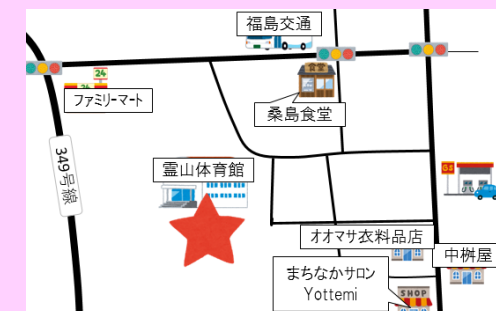 福島交通
食堂
24
ファミリーマート
桑島食堂
349号線
霊山体育館
GS
オオマサ衣料品店
中桝屋
まちなかサロン
Yottemi
SHOP